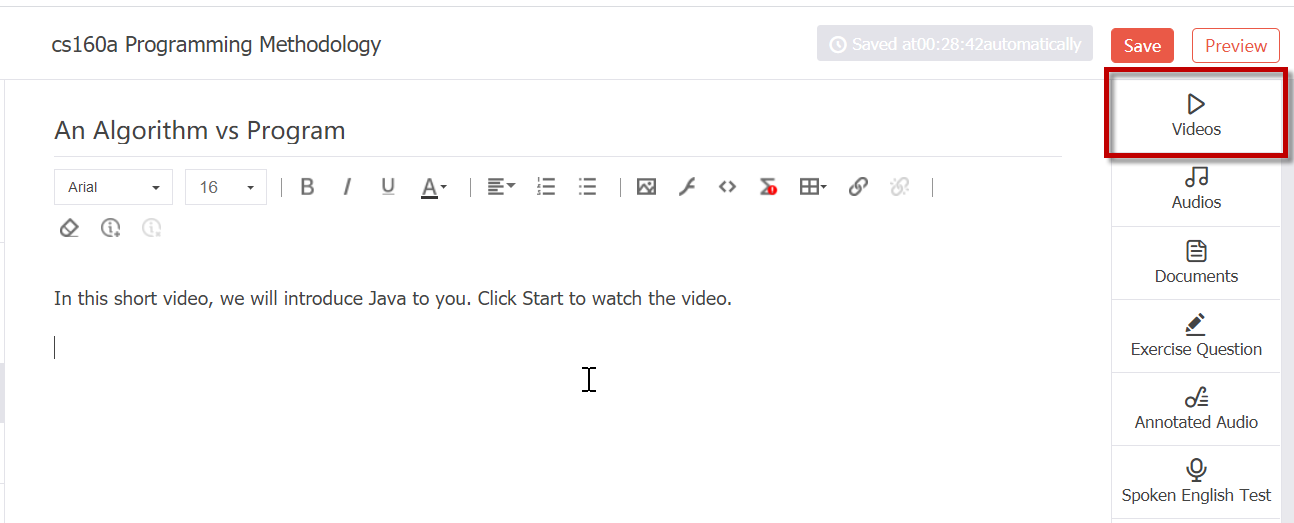 cs160a Programming Methodology
Saved at00:28:42automatically
Save
Preview
An Algorithm vs Program
Arial
16
B
I
U
A
In this short video, we will introduce Java to you. Click Start to watch the video.
Videos
Audios
Documents
Exercise Question
Annotated Audio
Spoken English Test